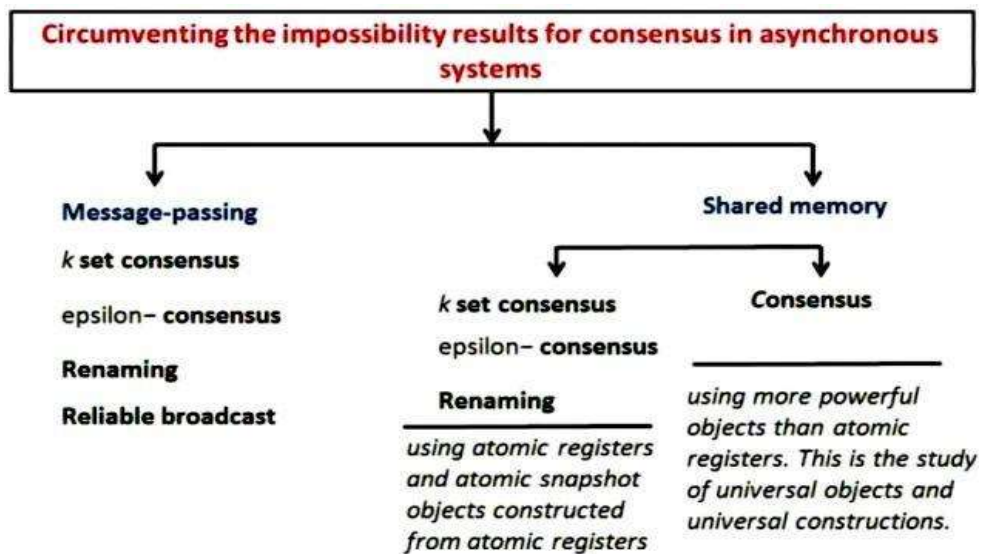 Circumventing the impossibility results for consensus in asynchronous
systems
Message-passing
k set consensus
epsilon– consensus
Renaming
Reliable broadcast
Shared memory
k set consensus
epsilon– consensus
Renaming
using atomic registers
and atomic snapshot
objects constructed
from atomic registers
Consensus
using more powerful
objects than atomic
registers. This is the study
of universal objects and
universal constructions.